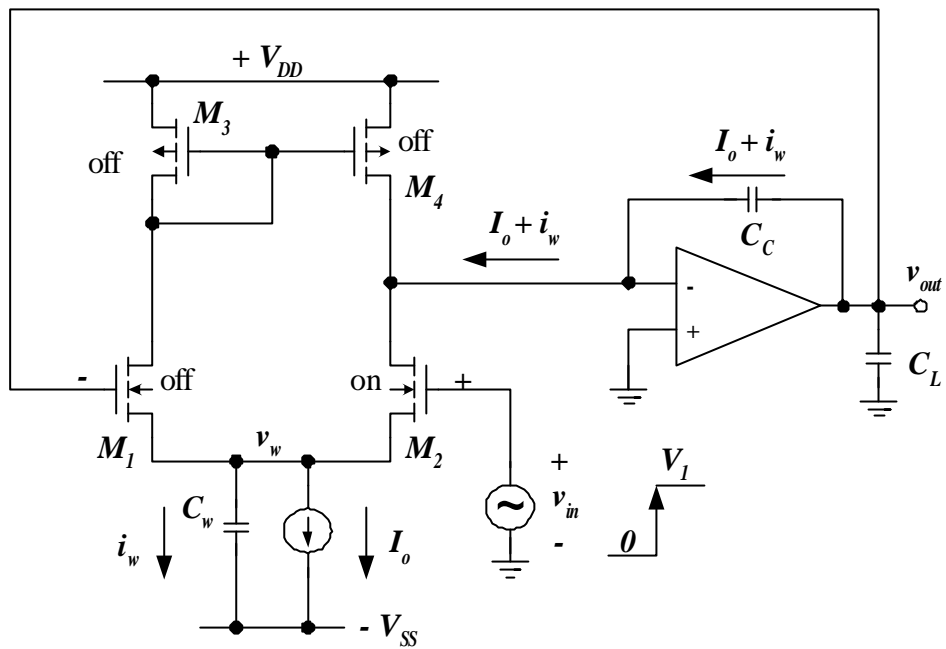 + V_DD
M_3
off
off
M_4
I_o + i_w
C_C
I_o + i_w
v_out
-
+
C_L
-
off
on
+
M_1
v_w
M_2
C_w
i_w
I_o
+
v_in
-
~
V_1
0
- V_SS